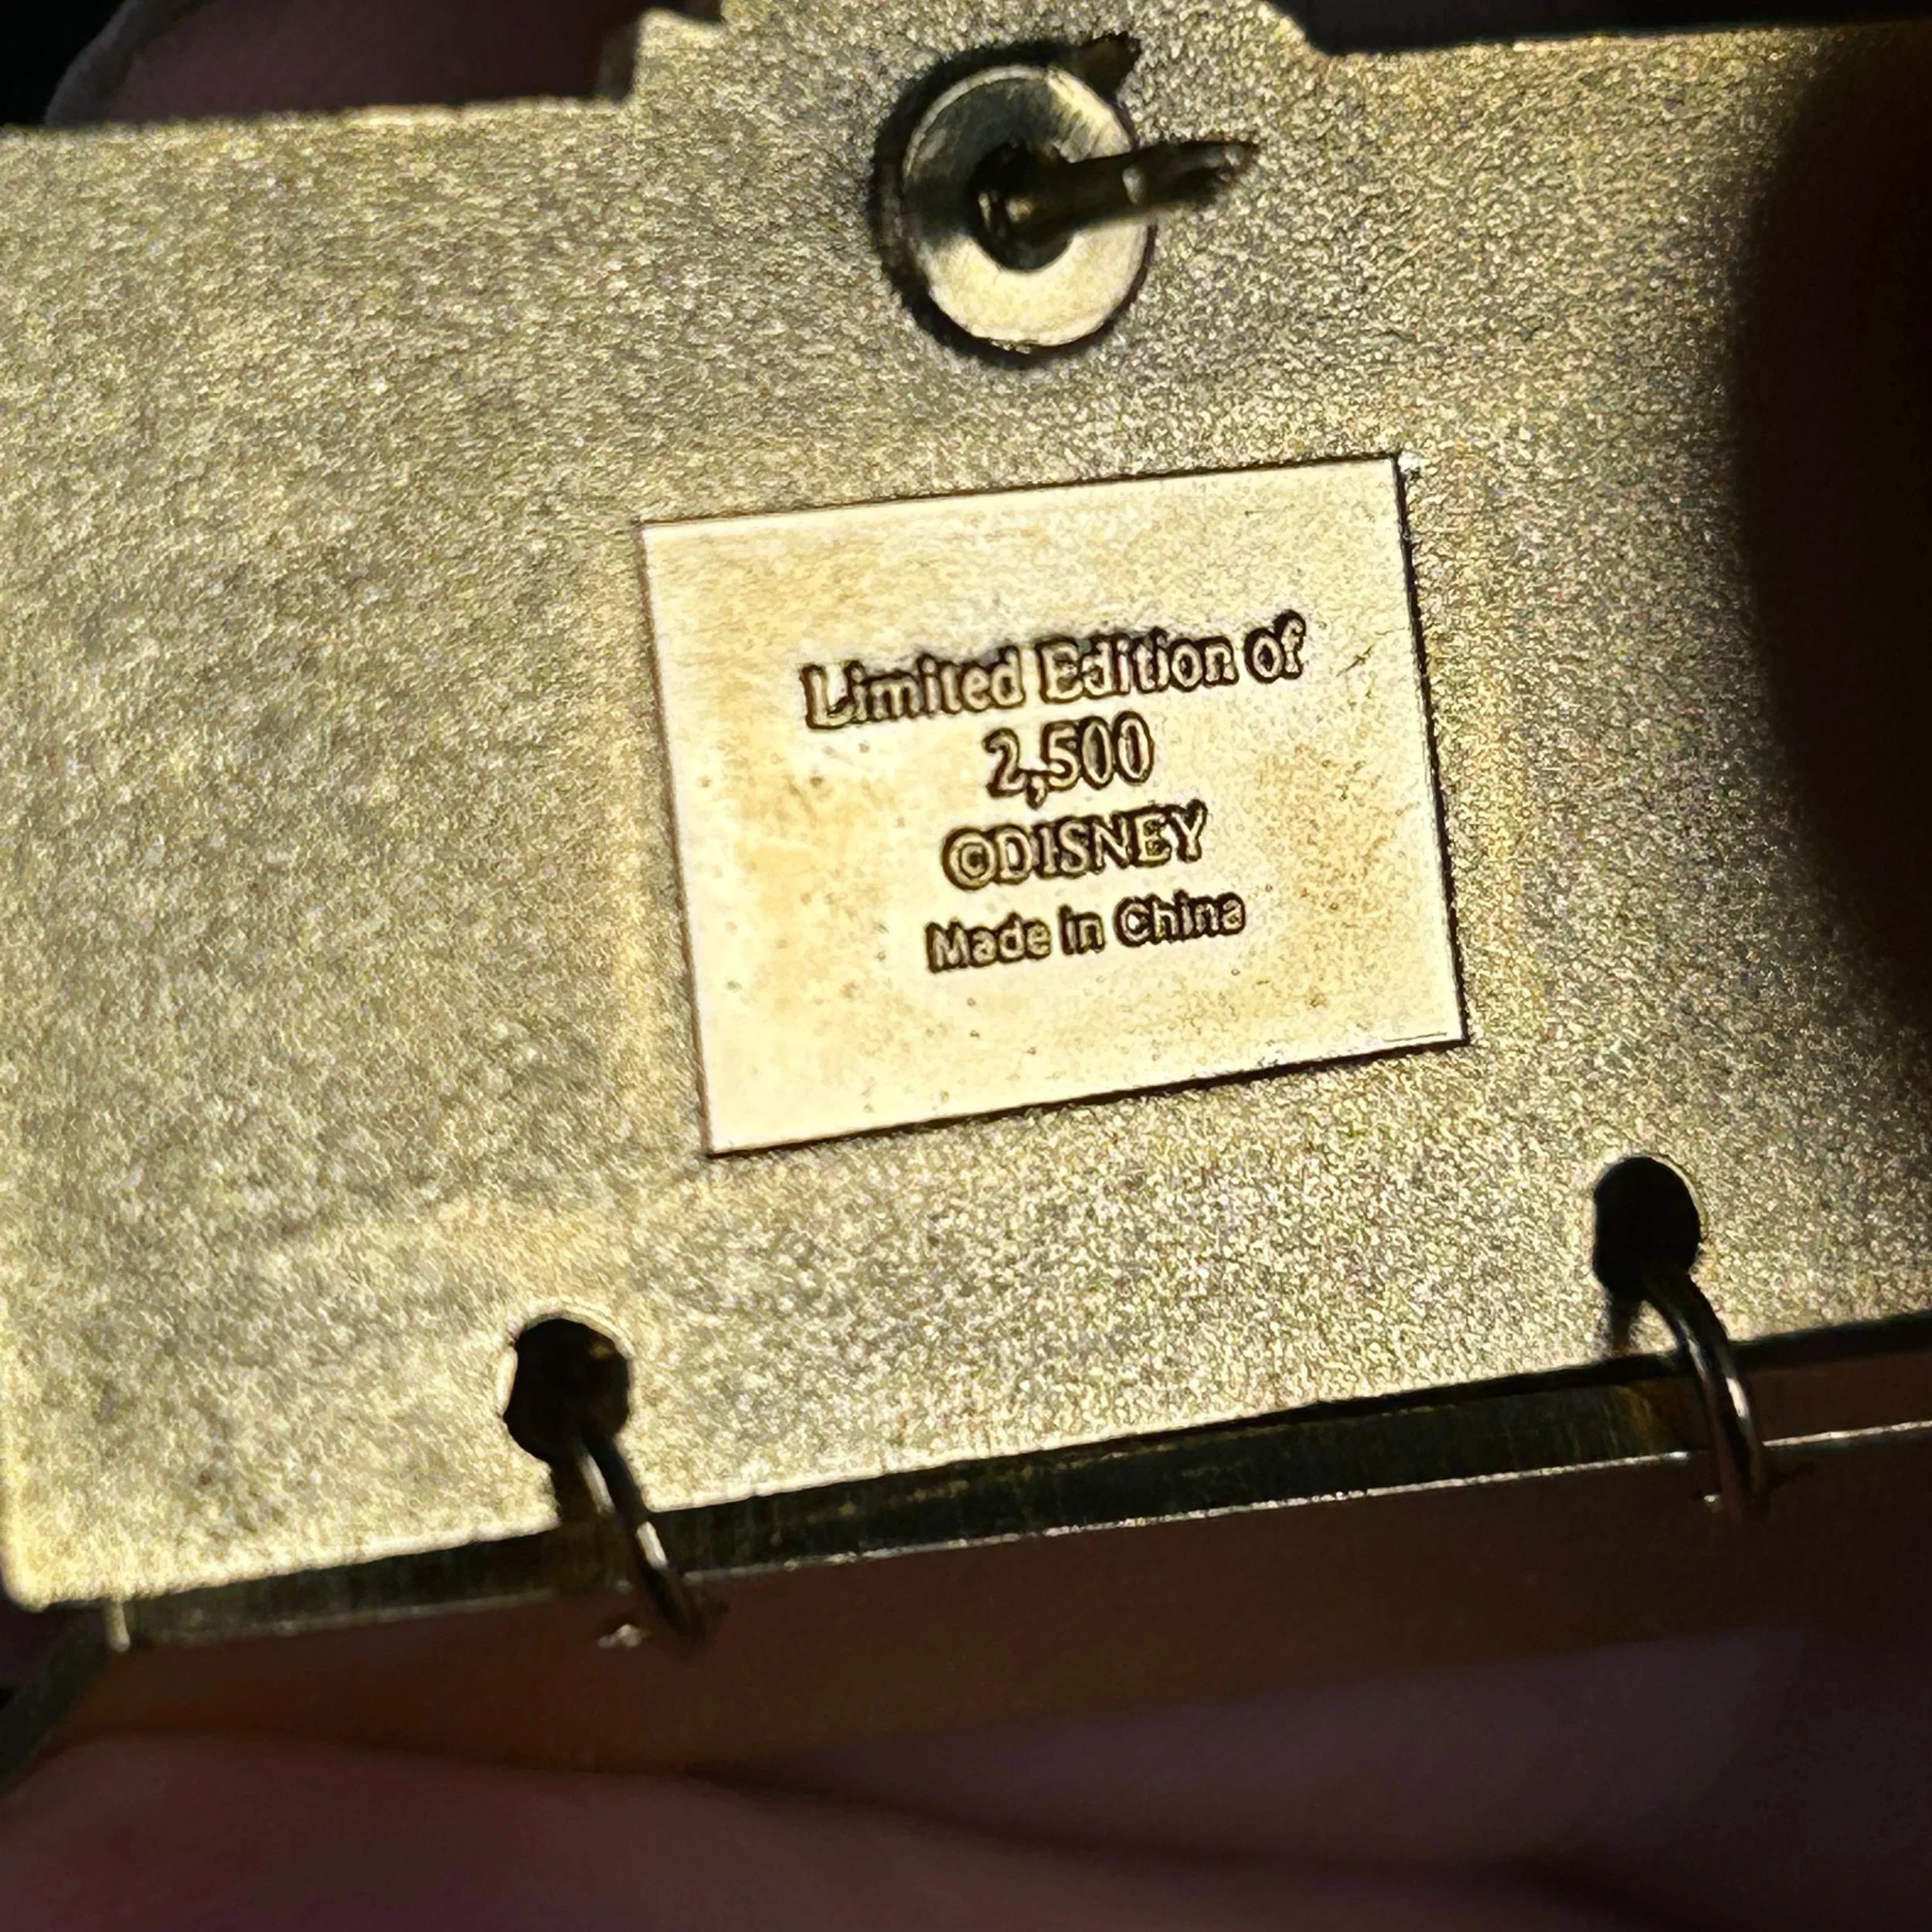 Limited Edition of
2,500
©DISNEY
Made in China